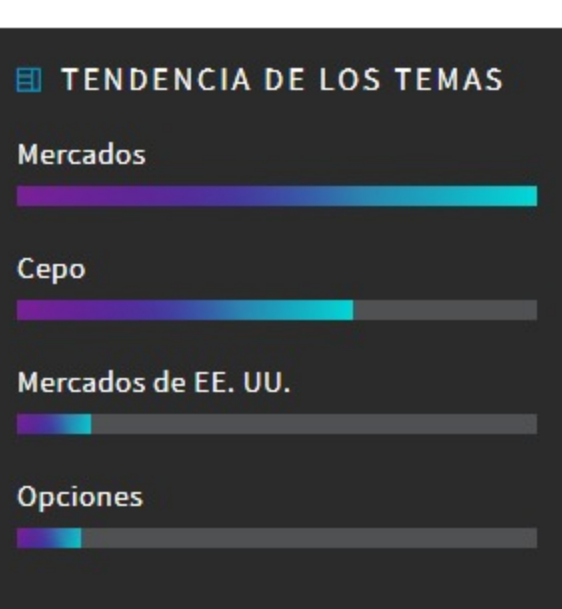 TENDENCIA DE LOS TEMAS
Mercados
Cepo
Mercados de EE. UU.
Opciones